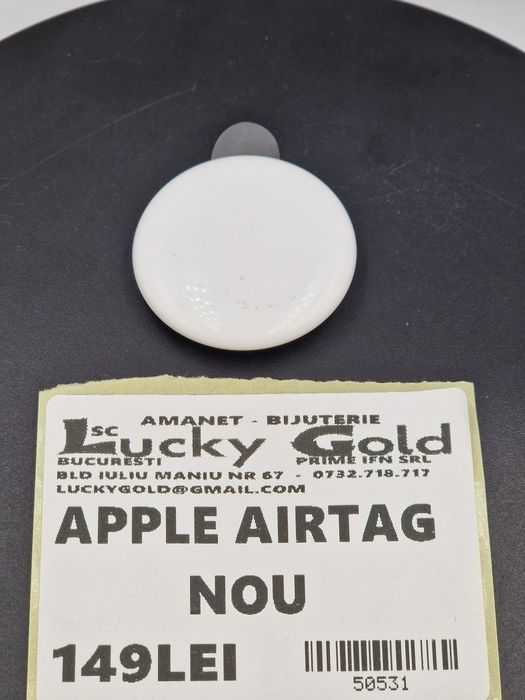 AMANET - BIJUTERIE
SC Lucky Gold
BUCURESTI PRIME IFN SRL
BLD IULIU MANIU NR 67 - 0732.718.717
LUCKYGOLD@GMAIL.COM
APPLE AIRTAG
NOU
149LEI
50531